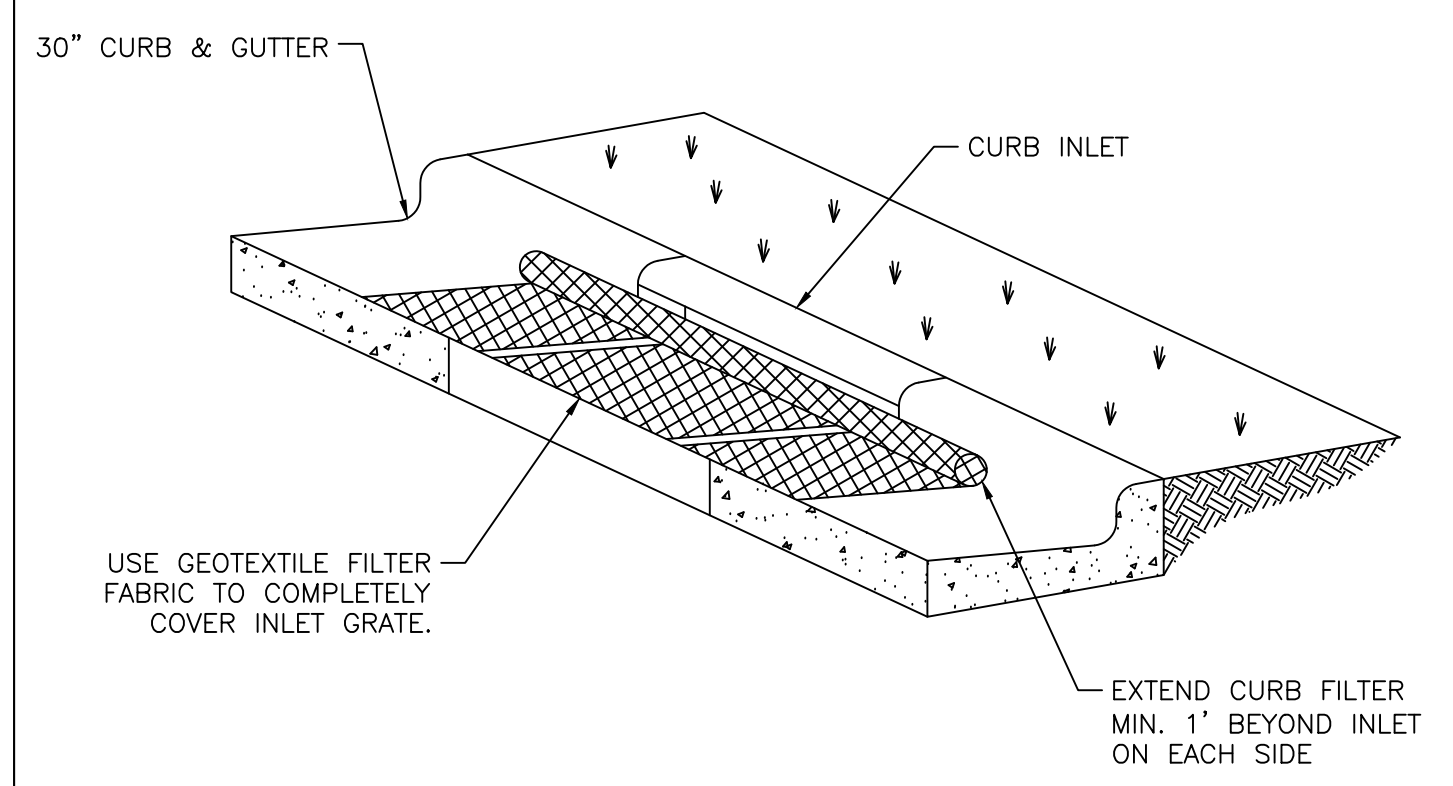 30" CURB & GUTTER
CURB INLET
USE GEOTEXTILE FILTER
FABRIC TO COMPLETELY
COVER INLET GRATE.
EXTEND CURB FILTER
MIN. 1' BEYOND INLET
ON EACH SIDE